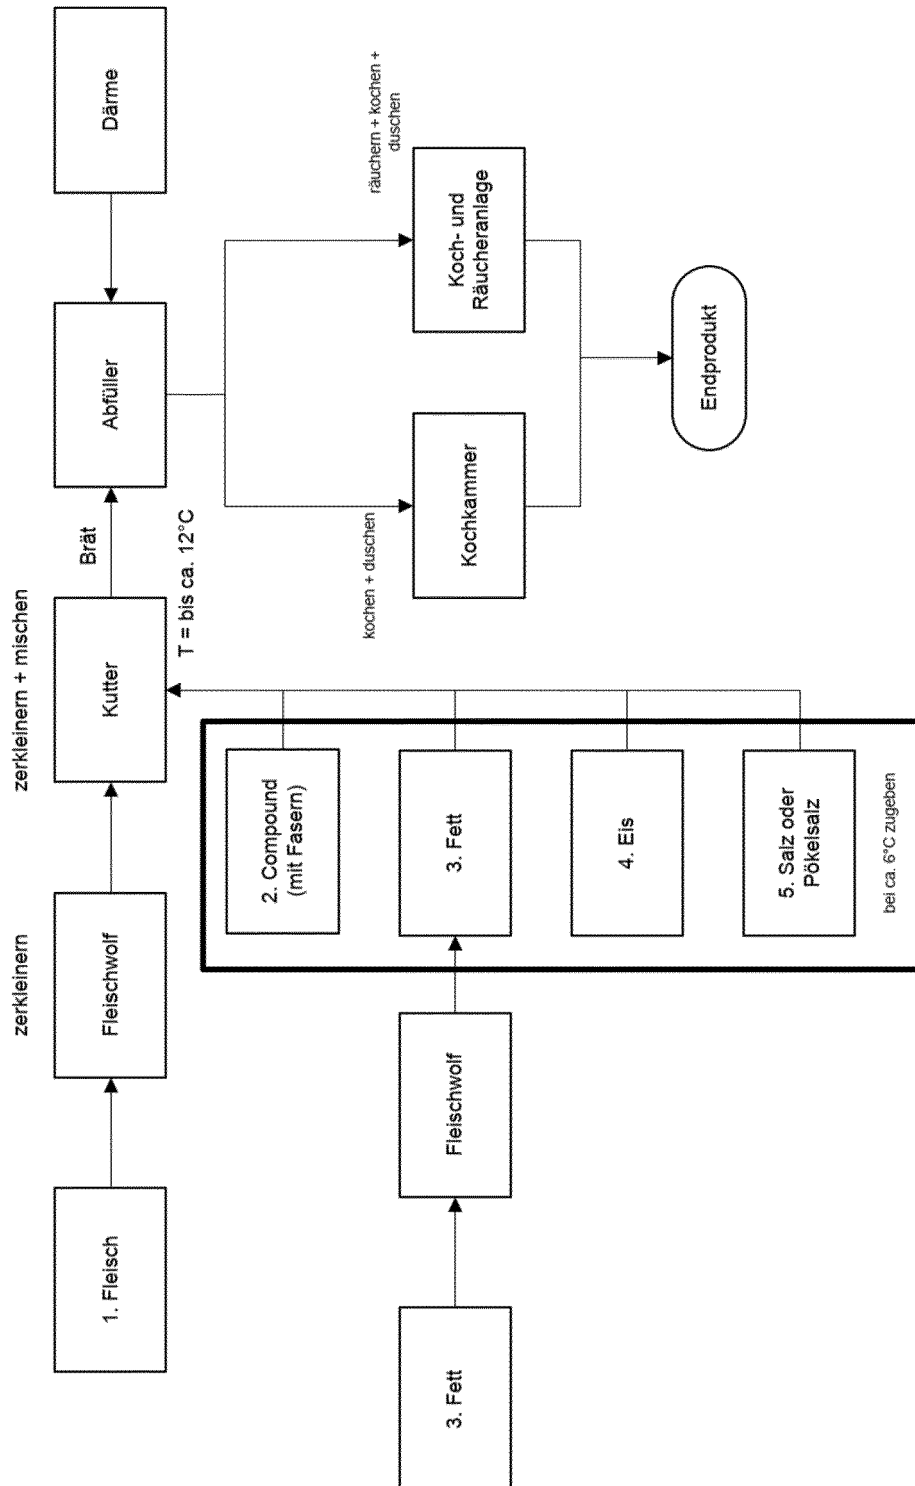 zerkleinern
zerkleinern + mischen
1. Fleisch
Fleischwolf
Kutter
Brät
Abfüller
Därme
T = bis ca. 12°C
2. Compound
(mit Fasern)
3. Fett
Fleischwolf
3. Fett
4. Eis
5. Salz oder
Pökelsalz
bei ca. 6°C zugeben
kochen + duschen
räuchern + kochen +
duschen
Kochkammer
Koch- und
Räucheranlage
Endprodukt